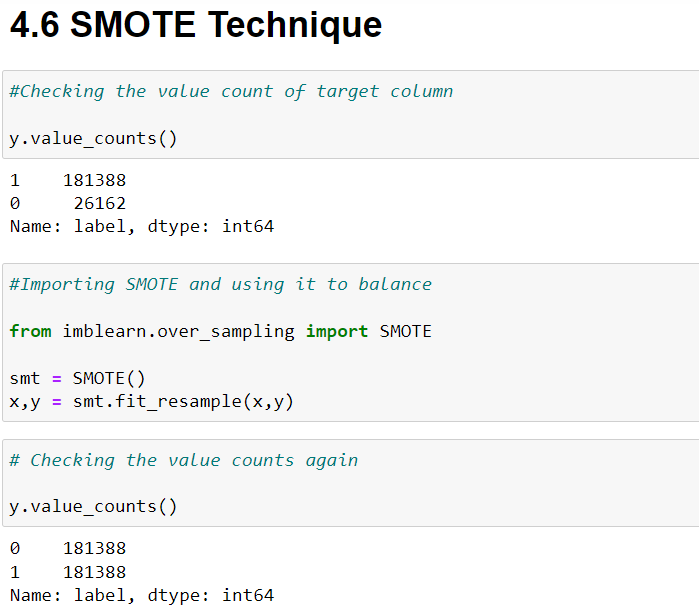 4.6 SMOTE Technique
#Checking the value count of target column
y.value_counts()
1    181388
0     26162
Name: label, dtype: int64
#Importing SMOTE and using it to balance
from imblearn.over_sampling import SMOTE
smt = SMOTE()
x,y = smt.fit_resample(x,y)
# Checking the value counts again
y.value_counts()
0    181388
1    181388
Name: label, dtype: int64